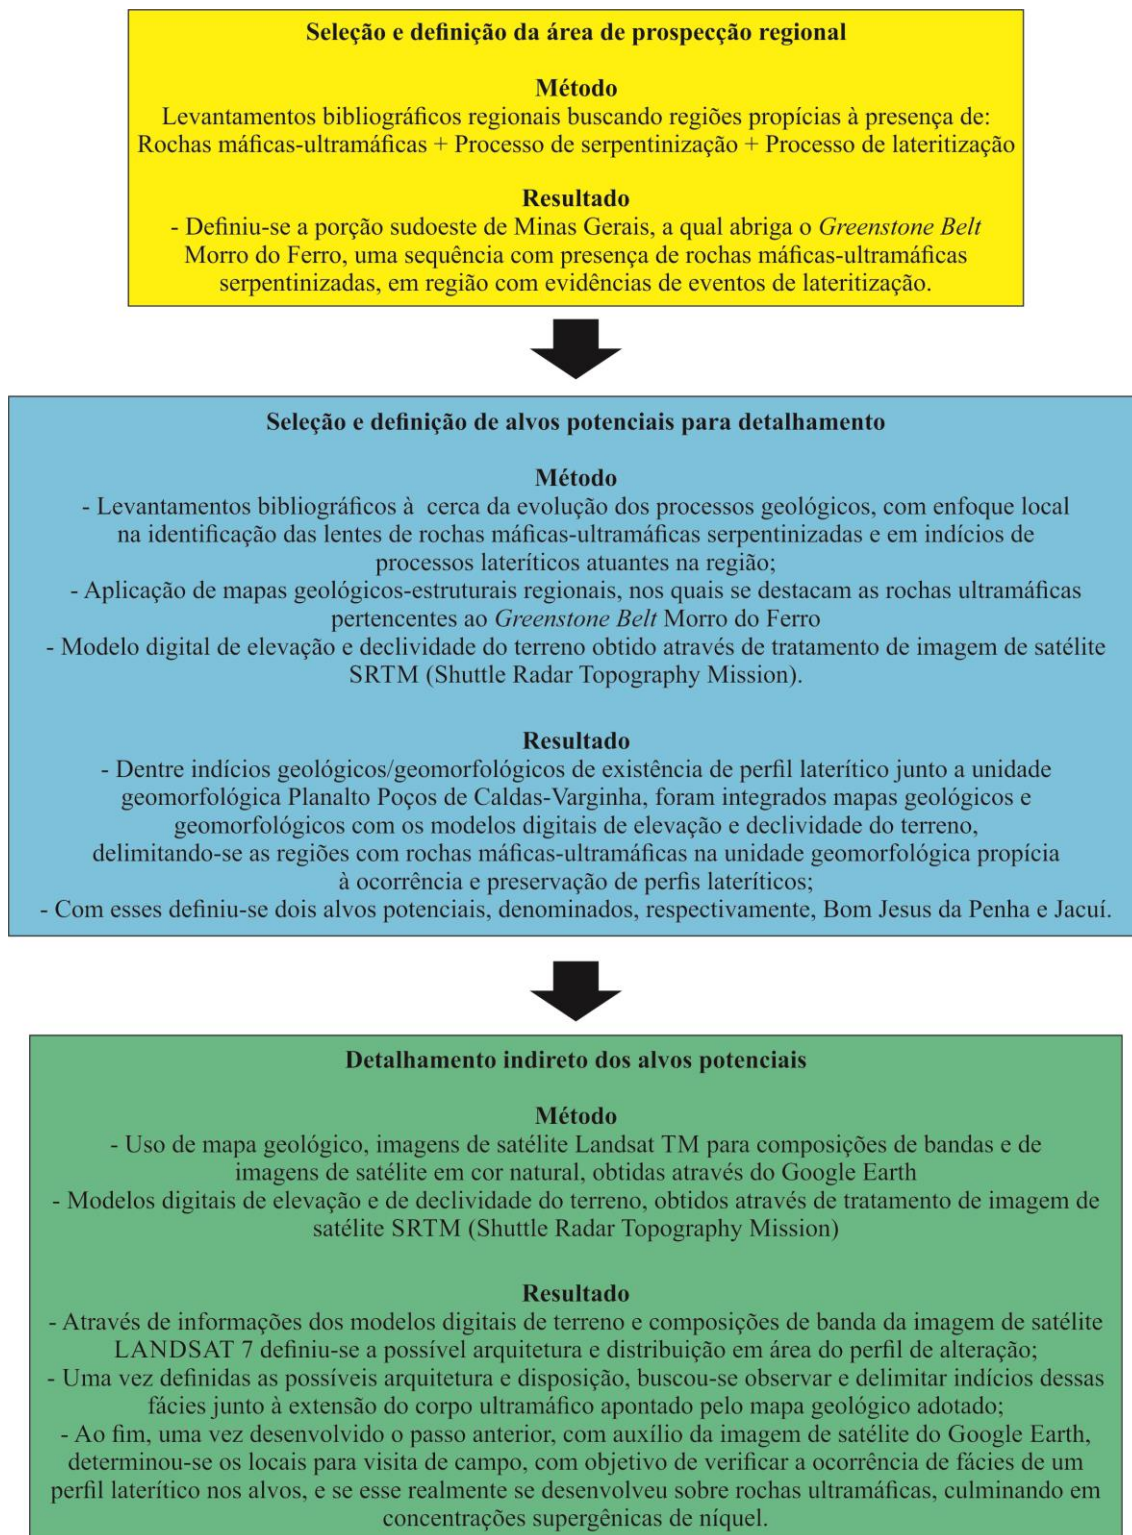 Seleção e definição da área de prospecção regional
Método
Levantamentos bibliográficos regionais buscando regiões propícias à presença de:
Rochas máficas-ultramáficas + Processo de serpentinização + Processo de lateritização
Resultado
- Definiu-se a porção sudoeste de Minas Gerais, a qual abriga o Greenstone Belt
Morro do Ferro, uma sequência com presença de rochas máficas-ultramáficas
serpentinizadas, em região com evidências de eventos de lateritização.
Seleção e definição de alvos potenciais para detalhamento
Método
- Levantamentos bibliográficos à cerca da evolução dos processos geológicos, com enfoque local
na identificação das lentes de rochas máficas-ultramáficas serpentinizadas e em indícios de
processos lateríticos atuantes na região;
- Aplicação de mapas geológicos-estruturais regionais, nos quais se destacam as rochas ultramáficas
pertencentes ao Greenstone Belt Morro do Ferro
- Modelo digital de elevação e declividade do terreno obtido através de tratamento de imagem de satélite
SRTM (Shuttle Radar Topography Mission).
Resultado
- Dentre indícios geológicos/geomorfológicos de existência de perfil laterítico junto a unidade
geomorfológica Planalto Poços de Caldas-Varginha, foram integrados mapas geológicos e
geomorfológicos com os modelos digitais de elevação e declividade do terreno,
delimitando-se as regiões com rochas máficas-ultramáficas na unidade geomorfológica propícia
à ocorrência e preservação de perfis lateríticos;
- Com esses definiu-se dois alvos potenciais, denominados, respectivamente, Bom Jesus da Penha e Jacuí.
Detalhamento indireto dos alvos potenciais
Método
- Uso de mapa geológico, imagens de satélite Landsat TM para composições de bandas e de
imagens de satélite em cor natural, obtidas através do Google Earth
- Modelos digitais de elevação e de declividade do terreno, obtidos através de tratamento de imagem de
satélite SRTM (Shuttle Radar Topography Mission)
Resultado
- Através de informações dos modelos digitais de terreno e composições de banda da imagem de satélite
LANDSAT 7 definiu-se a possível arquitetura e distribuição em área do perfil de alteração;
- Uma vez definidas as possíveis arquitetura e disposição, buscou-se observar e delimitar indícios dessas
fácies junto à extensão do corpo ultramáfico apontado pelo mapa geológico adotado;
- Ao fim, uma vez desenvolvido o passo anterior, com auxílio da imagem de satélite do Google Earth,
determinou-se os locais para visita de campo, com objetivo de verificar a ocorrência de fácies de um
perfil laterítico nos alvos, e se esse realmente se desenvolveu sobre rochas ultramáficas, culminando em
concentrações supergênicas de níquel.